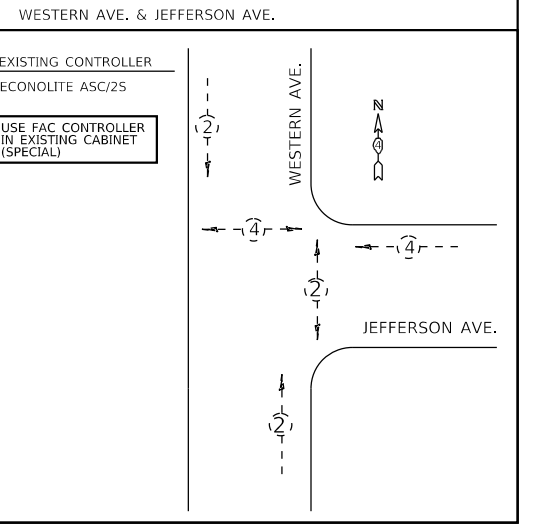 WESTERN AVE. & JEFFERSON AVE.
EXISTING CONTROLLER
ECONOLITE ASC/2S
USE FAC CONTROLLER
IN EXISTING CABINET
(SPECIAL)
WESTERN AVE.
N
4
2
4
4
2
JEFFERSON AVE.
2